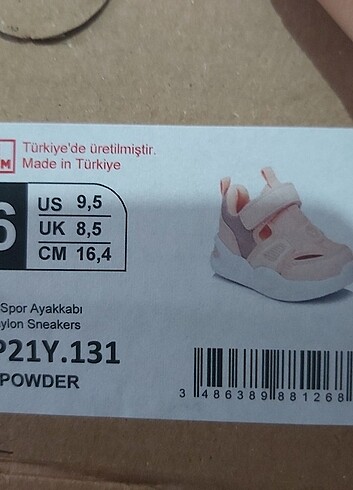 M
Türkiye'de üretilmiştir.
Made in Türkiye
6
US 9,5
UK 8,5
CM 16,4
Spor Ayakkabı
ylon Sneakers
P21Y.131
POWDER
3 486389 881268